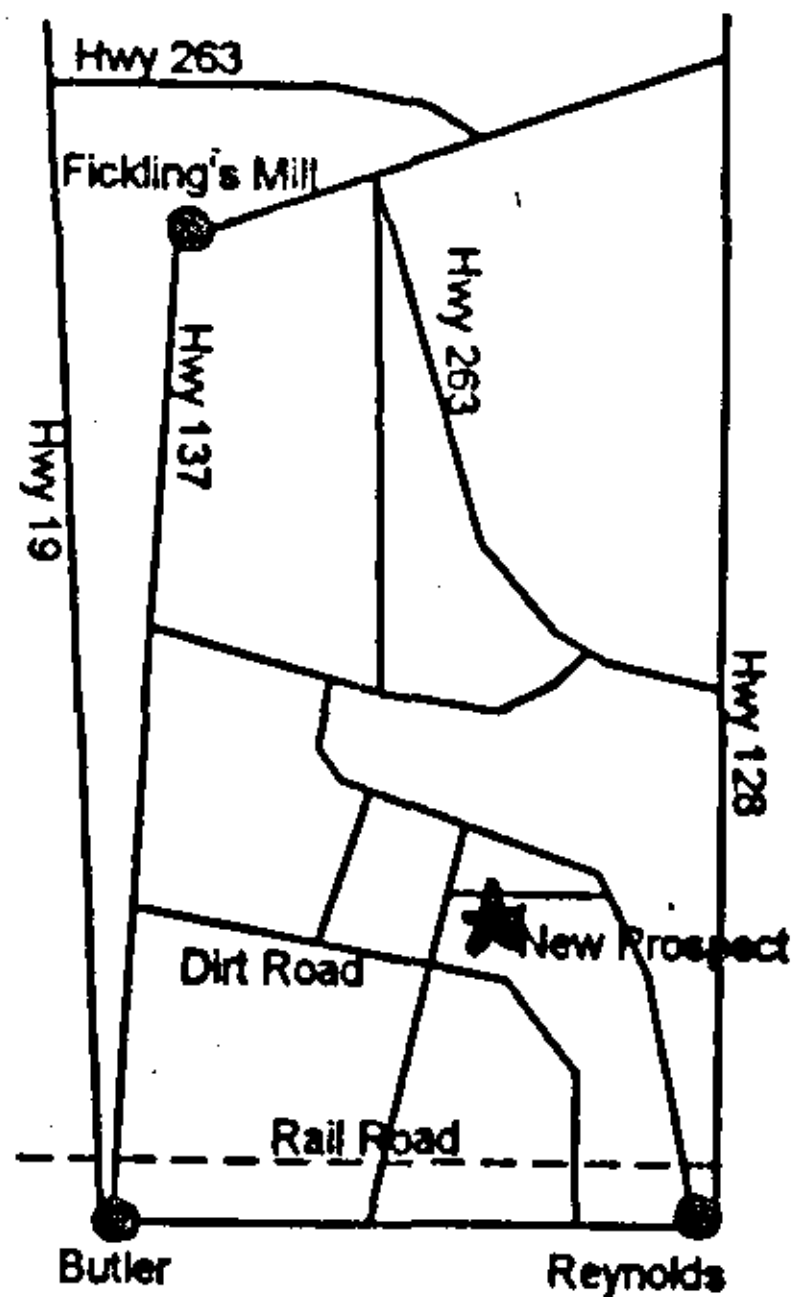 Hwy 263
Fickling's Mill
Hwy 263
Hwy 137
Hwy 19
Hwy 128
New Prospect
Dirt Road
Rail Road
Butler
Reynolds